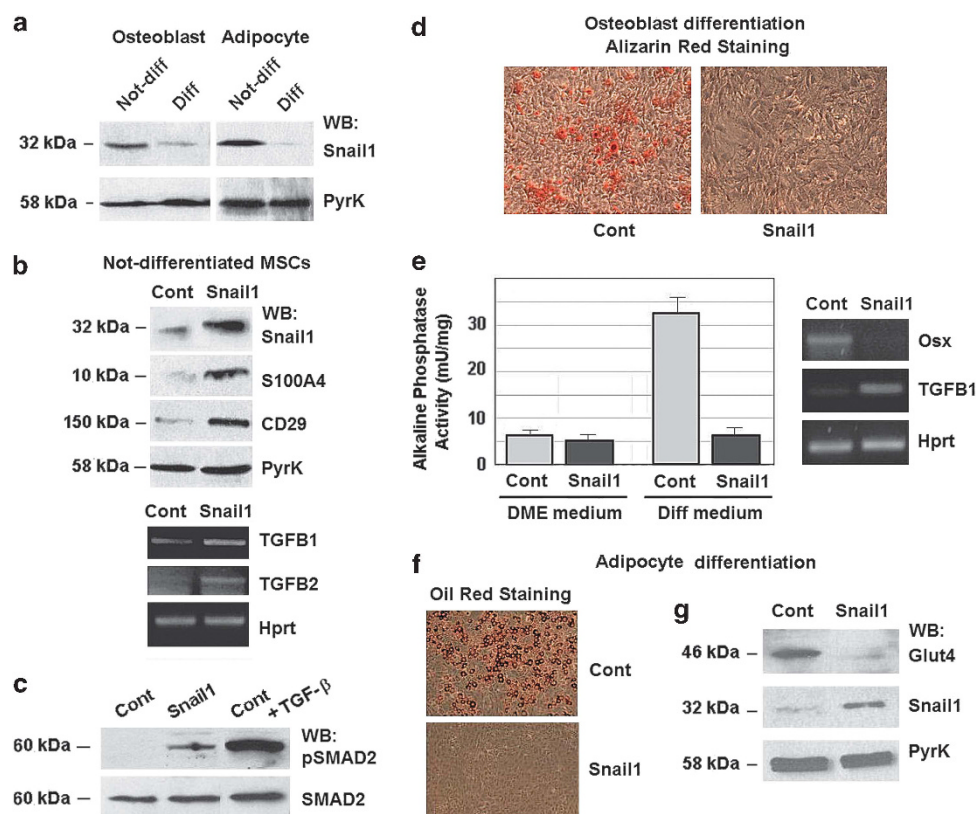 a
Osteoblast Adipocyte
Not-diff Diff Not-diff Diff
WB:
32 kDa – Snail1
58 kDa – PyrK
b
Not-differentiated MSCs
Cont Snail1
WB:
32 kDa – Snail1
10 kDa – S100A4
150 kDa – CD29
58 kDa – PyrK
Cont Snail1
TGFB1
TGFB2
Hprt
c
Cont Snail1 Cont +TGF-β
WB:
60 kDa – pSMAD2
60 kDa – SMAD2
d
Osteoblast differentiation
Alizarin Red Staining
Cont Snail1
e
Alkaline Phosphatase
Activity (mU/mg)
30
20
10
0
Cont Snail1 Cont Snail1
DME medium Diff medium
Cont Snail1
Osx
TGFB1
Hprt
Adipocyte differentiation
f
Oil Red Staining
Cont
Snail1
g
Cont Snail1
WB:
46 kDa – Glut4
32 kDa – Snail1
58 kDa – PyrK